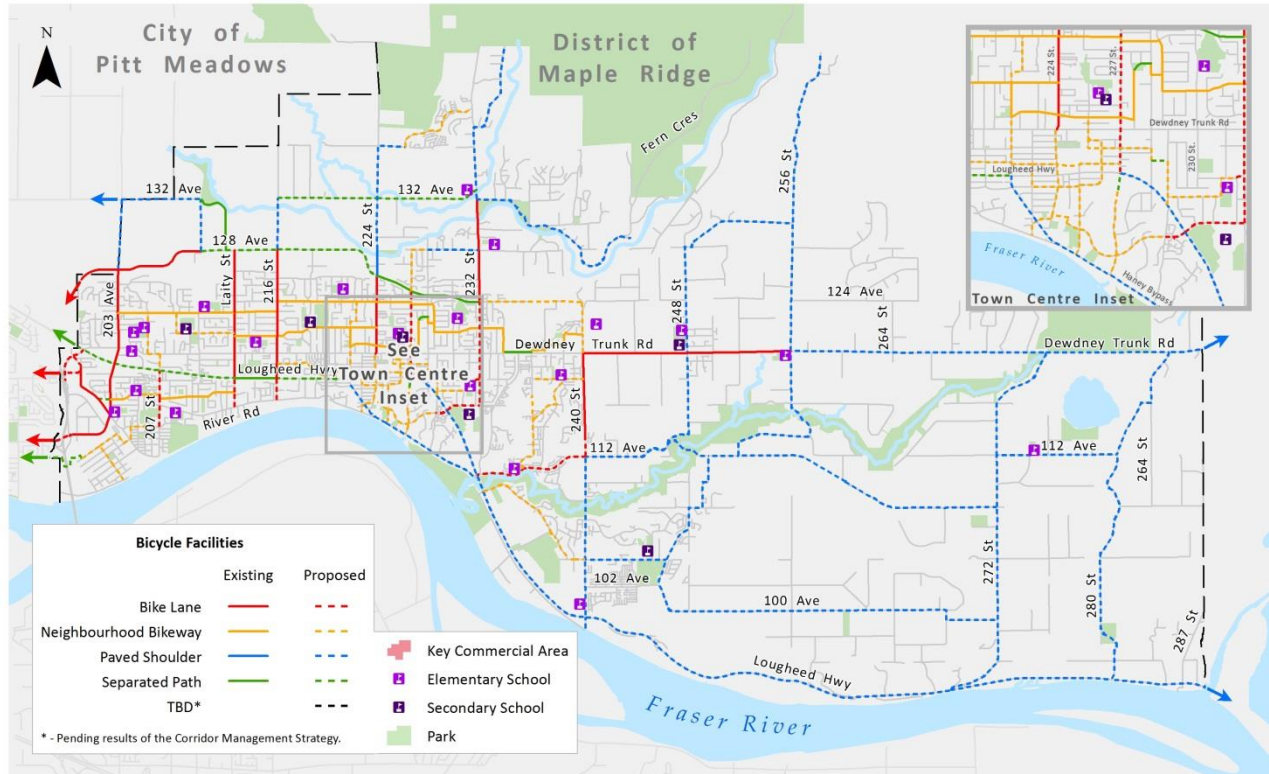 N
City of
Pitt Meadows
District of
Maple Ridge
Fern Cres
256 St
132 Ave
132 Ave
224 St
128 Ave
Laity St
216 St
203 Ave
232 St
248 St
124 Ave
264 St
See
Town Centre
Inset
Dewdney Trunk Rd
Dewdney Trunk Rd
Lougheed Hwy
207 St
River Rd
240 St
112 Ave
112 Ave
264 St
272 St
280 St
287 St
102 Ave
100 Ave
Lougheed Hwy
Fraser River
224 St
227 St.
Dewdney Trunk Rd
230 St.
Lougheed Hwy
Fraser River
Haney Bypass
Town Centre Inset
Bicycle Facilities
Existing Proposed
Bike Lane
Neighbourhood Bikeway
Paved Shoulder
Separated Path
TBD*
* - Pending results of the Corridor Management Strategy.
Key Commercial Area
Elementary School
Secondary School
Park